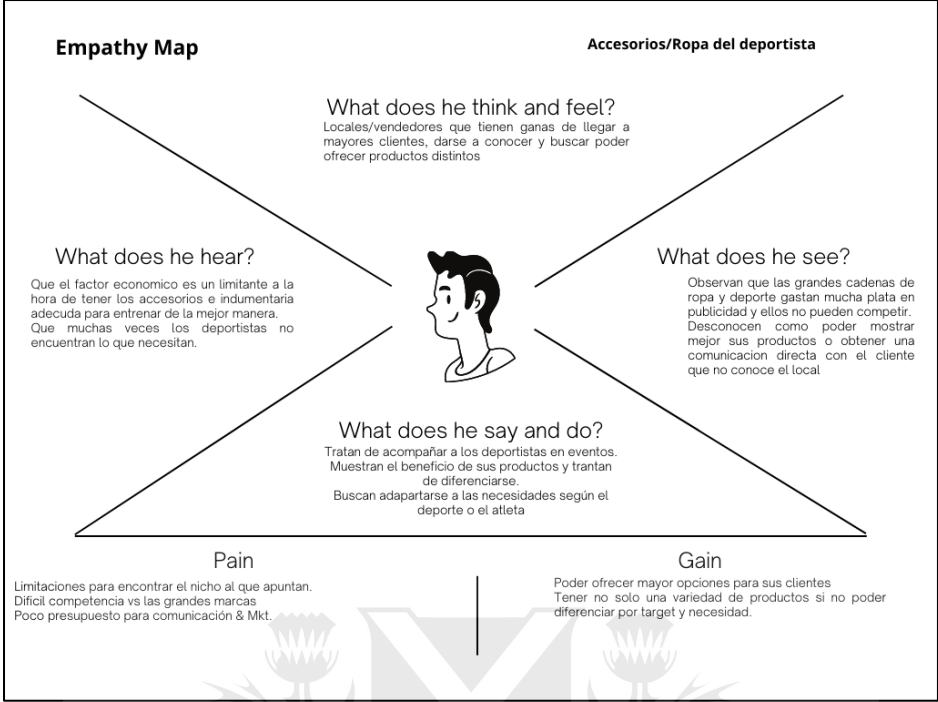 Empathy Map
Accesorios/Ropa del deportista
What does he think and feel?
Locales/vendedores que tienen ganas de llegar a
mayores clientes, darse a conocer y buscar poder
ofrecer productos distintos
What does he hear?
Que el factor economico es un limitante a la
hora de tener los accesorios e indumentaria
adecuda para entrenar de la mejor manera.
Que muchas veces los deportistas no
encuentran lo que necesitan.
What does he see?
Observan que las grandes cadenas de
ropa y deporte gastan mucha plata en
publicidad y ellos no pueden competir.
Desconocen como poder mostrar
mejor sus productos o obtener una
comunicacion directa con el cliente
que no conoce el local
What does he say and do?
Tratan de acompañar a los deportistas en eventos.
Muestran el beneficio de sus productos y trantan
de diferenciarse.
Buscan adapartarse a las necesidades según el
deporte o el atleta
Pain
Limitaciones para encontrar el nicho al que apuntan.
Dificil competencia vs las grandes marcas
Poco presupuesto para comunicación & Mkt.
Gain
Poder ofrecer mayor opciones para sus clientes
Tener no solo una variedad de productos si no poder
diferenciar por target y necesidad.